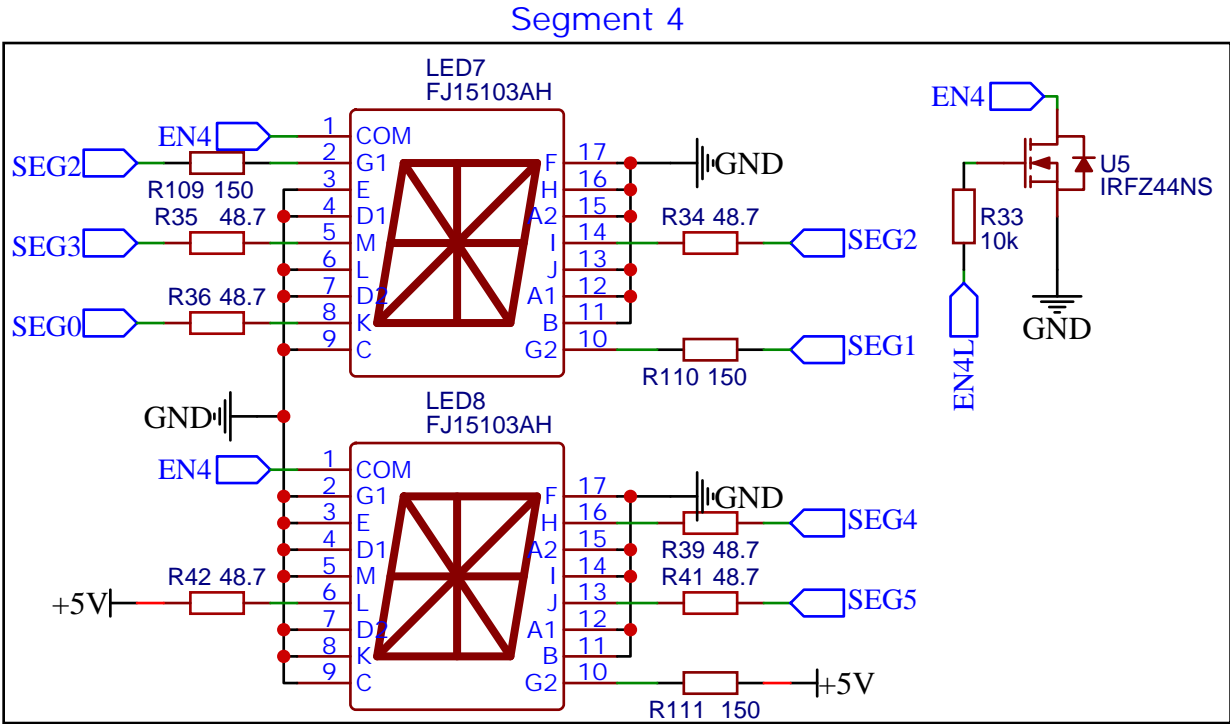 Segment 4
LED7
FJ15103AH
EN4
1
COM
SEG2
2
G1
R109 150
3
E
4
D1
R35 48.7
SEG3
5
M
6
L
7
D2
R36 48.7
SEG0
8
K
9
C
F
17
GND
H
16
A2
15
I
14
R34 48.7
SEG2
J
13
A1
12
B
11
G2
10
SEG1
R110 150
EN4
U5
IRFZ44NS
R33
10k
GND
EN4L
GND
LED8
FJ15103AH
EN4
1
COM
2
G1
3
E
4
D1
5
M
R42 48.7
+5V
6
L
7
D2
8
K
9
C
F
17
GND
H
16
SEG4
R39 48.7
A2
15
I
14
R41 48.7
J
13
SEG5
A1
12
B
11
G2
10
+5V
R111 150